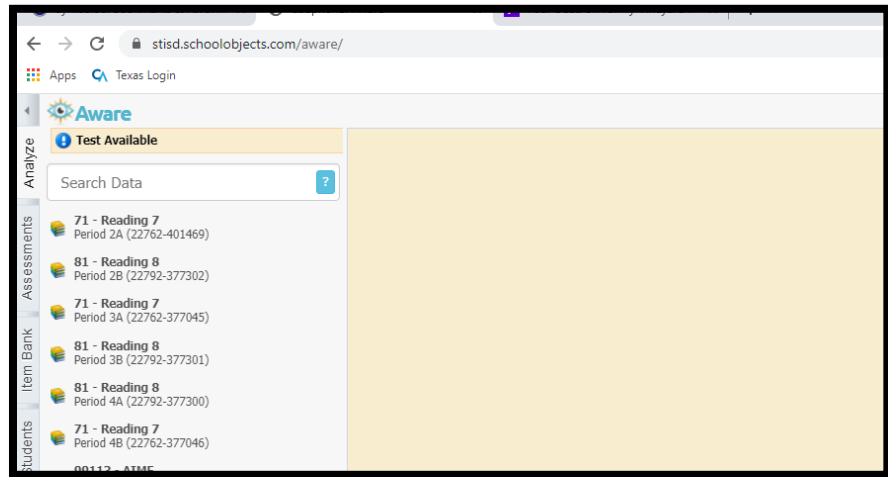 stisd.schoolobjects.com/aware/
Apps
Texas Login
Aware
Test Available
Search Data
?
Analyze
Assessments
Item Bank
Students
71 - Reading 7
Period 2A (22762-401469)
81 - Reading 8
Period 2B (22792-377302)
71 - Reading 7
Period 3A (22762-377045)
81 - Reading 8
Period 3B (22792-377301)
81 - Reading 8
Period 4A (22792-377300)
71 - Reading 7
Period 4B (22762-377046)